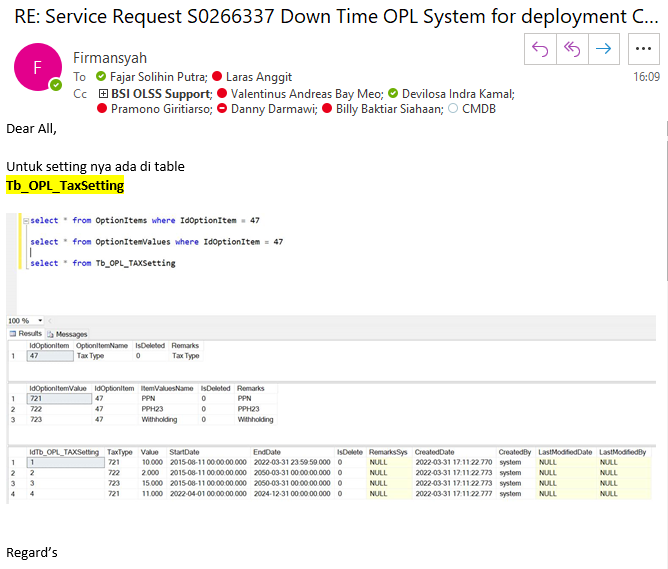 RE: Service Request S0266337 Down Time OPL System for deployment C...
F
Firmansyah
To Fajar Solihin Putra; Laras Anggit
16:09
Cc BSI OLSS Support; Valentinus Andreas Bay Meo; Devilosa Indra Kamal;
Pramono Giritiarso; Danny Darmawi; Billy Baktiar Siahaan; CMDB
Dear All,
Untuk setting nya ada di table
Tb_OPL_TaxSetting
select * from OptionItems where IdOptionItem = 47
select * from OptionItemValues where IdOptionItem = 47
select * from Tb_OPL_TAXSetting
100 %
Results Messages
IdOptionItem OptionItemName IsDeleted Remarks
1 47 Tax Type 0 Tax Type
IdOptionItemValue IdOptionItem ItemValuesName IsDeleted Remarks
1 721 47 PPN 0 PPN
2 722 47 PPH23 0 PPH23
3 723 47 Withholding 0 Withholding
IdTb_OPL_TAXSetting TaxType Value StartDate EndDate IsDelete RemarksSys CreatedDate CreatedBy LastModifiedDate LastModifiedBy
1 1 721 10.000 2015-08-11 00:00:00.000 2022-03-31 23:59:59.000 0 NULL 2022-03-31 17:11:22.770 system NULL NULL
2 2 722 2.000 2015-08-11 00:00:00.000 2050-03-31 00:00:00.000 0 NULL 2022-03-31 17:11:22.773 system NULL NULL
3 3 723 15.000 2015-08-11 00:00:00.000 2050-03-31 00:00:00.000 0 NULL 2022-03-31 17:11:22.773 system NULL NULL
4 4 721 11.000 2022-04-01 00:00:00.000 2024-12-31 00:00:00.000 0 NULL 2022-03-31 17:11:22.777 system NULL NULL
Regard's